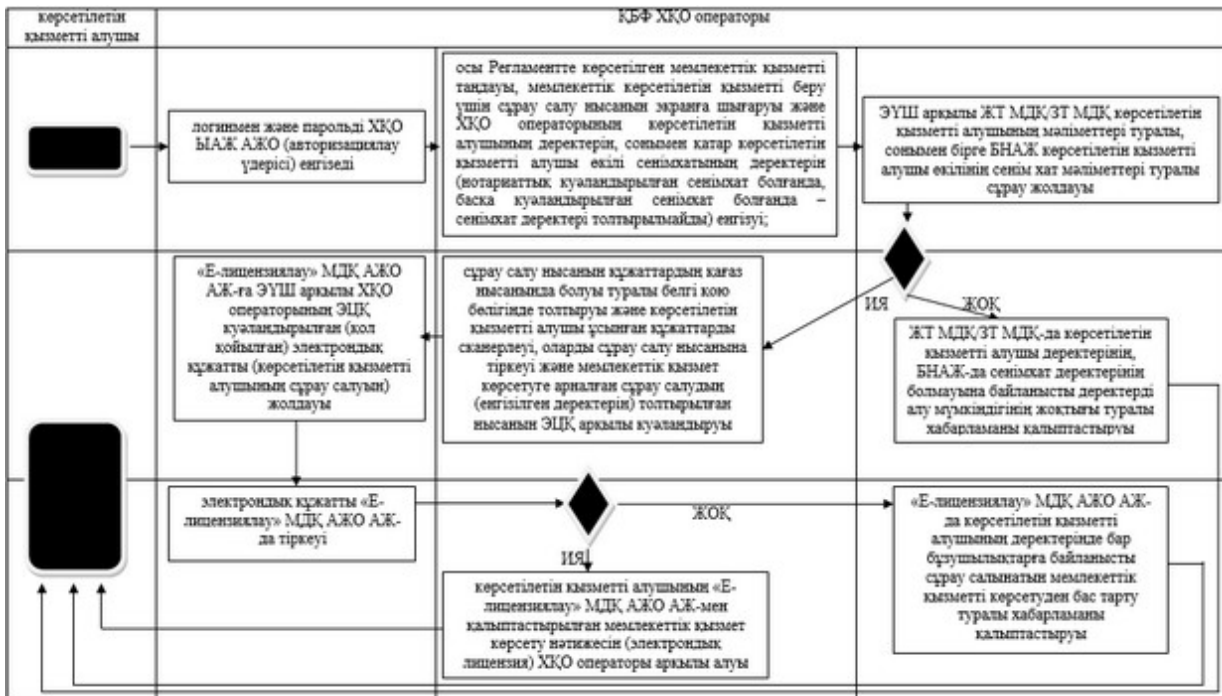 көрсетілетін
қызметті алушы
ҚБФ ХҚО операторы
логинмен және парольді ХҚО
ЫАЖ АЖО (авторизациялау
үдерісі) енгізеді
осы Регламентте көрсетілген мемлекеттік қызметті
таңдауы, мемлекеттік көрсетілетін қызметті беру
үшін сұрау салу нысанын экранға шығаруы және
ХҚО операторының көрсетілетін қызметті
алушының деректерін, сонымен қатар көрсетілетін
қызметті алушы өкілі сенімхатының деректерін
(нотариаттық куәландырылған сенімхат болғанда,
басқа куәландырылған сенімхат болғанда –
сенімхат деректері толтырылмайды) енгізуі;
ЭҮШ арқылы ЖТ МДҚ/ЗТ МДҚ көрсетілетін
қызметті алушының мәліметтері туралы,
сонымен бірге БНАЖ көрсетілетін қызметті
алушы өкілінің сенім хат мәліметтері туралы
сұрау жолдауы
«Е-лицензиялау» МДҚ АЖО
АЖ-ға ЭҮШ арқылы ХҚО
операторының ЭЦҚ
куәландырылған (қол
қойылған) электрондық
құжатты (көрсетілетін қызметті
алушының сұрау салуын)
жолдауы
сұрау салу нысанын құжаттардың қағаз
нысанында болуы туралы белгі қою
бөлігінде толтыруы және көрсетілетін
қызметті алушы ұсынған құжаттарды
сканерлеуі, оларды сұрау салу нысанына
тіркеуі және мемлекеттік қызмет
көрсетуге арналған сұрау салудың
(енгізілген деректерін) толтырылған
нысанын ЭЦҚ арқылы куәландыруы
ИЯ
ЖОҚ
ЖТ МДҚ/ЗТ МДҚ-да көрсетілетін
қызметті алушы деректерінің,
БНАЖ-да сенімхат деректерінің
болмауына байланысты деректерді
алу мүмкіндігінің жоқтығы туралы
хабарламаны қалыптастыруы
электрондық құжатты «Е-
лицензиялау» МДҚ АЖО АЖ-
да тіркеуі
ЖОҚ
ИЯ
«Е-лицензиялау» МДҚ АЖО АЖ-
да көрсетілетін қызметті
алушының деректерінде бар
бұзушылықтарға байланысты
сұрау салынатын мемлекеттік
қызметті көрсетуден бас тарту
туралы хабарламаны
қалыптастыруы
көрсетілетін қызметті алушының «Е-
лицензиялау» МДҚ АЖО АЖ-мен
қалыптастырылған мемлекеттік қызмет
көрсету нәтижесін (электрондық
лицензия) ХҚО операторы арқылы алуы